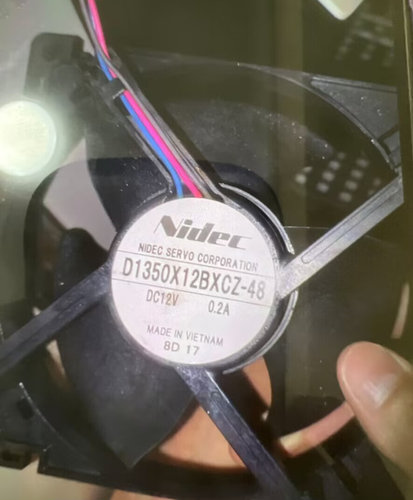 Nidec
NIDEC SERVO CORPORATION
D1350X12BXCZ-48
DC12V 0.2A
MADE IN VIETNAM
8D 17